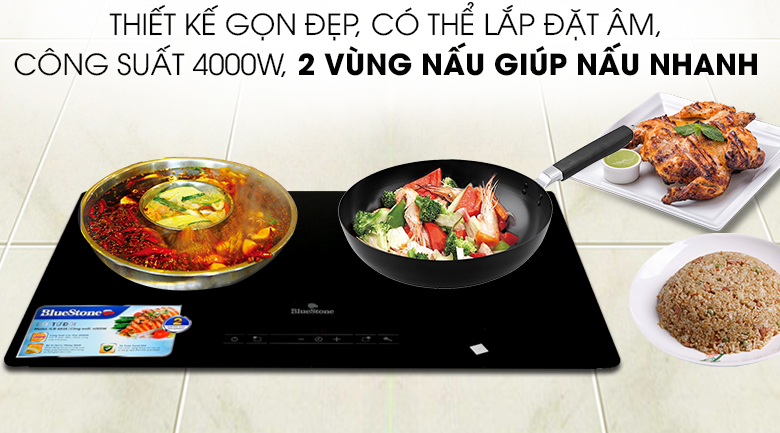 THIẾT KẾ GỌN ĐẸP, CÓ THỂ LẮP ĐẶT ÂM,
CÔNG SUẤT 4000W, 2 VÙNG NẤU GIÚP NẤU NHANH
BlueStone
BlueStone